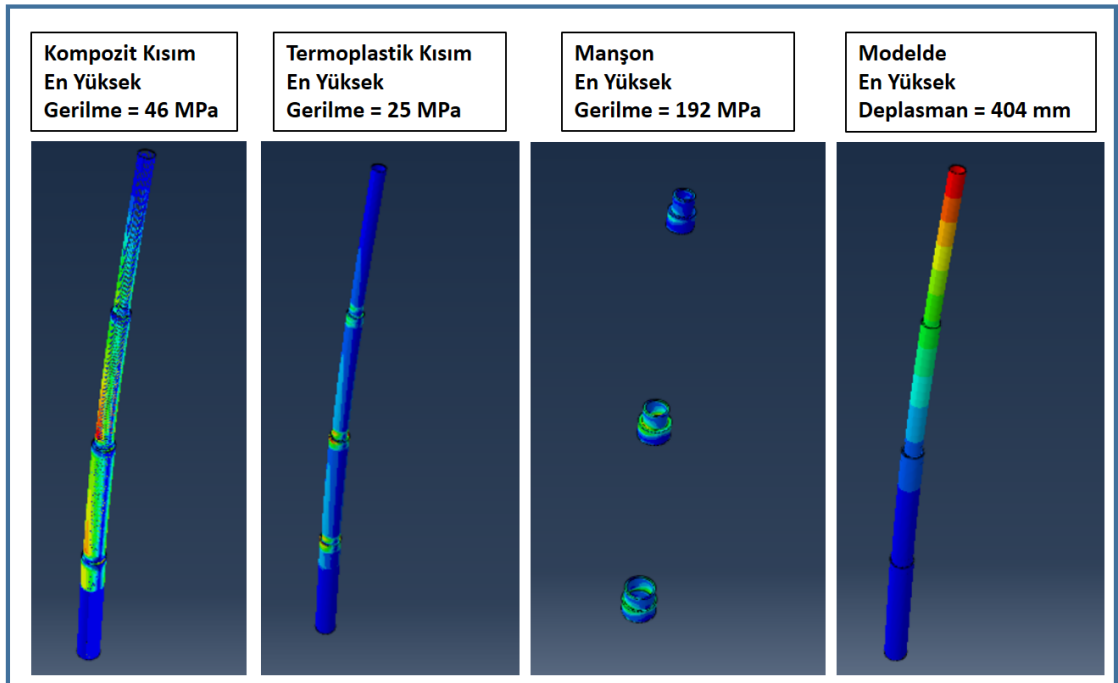 Kompozit Kısım
En Yüksek
Gerilme = 46 MPa
Termoplastik Kısım
En Yüksek
Gerilme = 25 MPa
Manşon
En Yüksek
Gerilme = 192 MPa
Modelde
En Yüksek
Deplasman = 404 mm